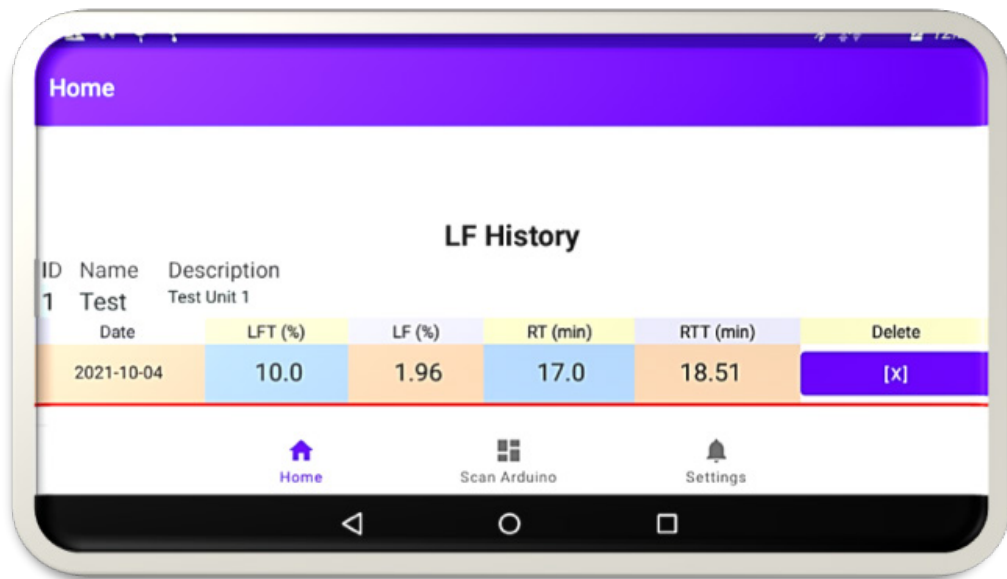 Home
LF History
ID Name Description
1 Test Test Unit 1
Date LFT (%) LF (%) RT (min) RTT (min) Delete
2021-10-04 10.0 1.96 17.0 18.51 [X]
Home Scan Arduino Settings